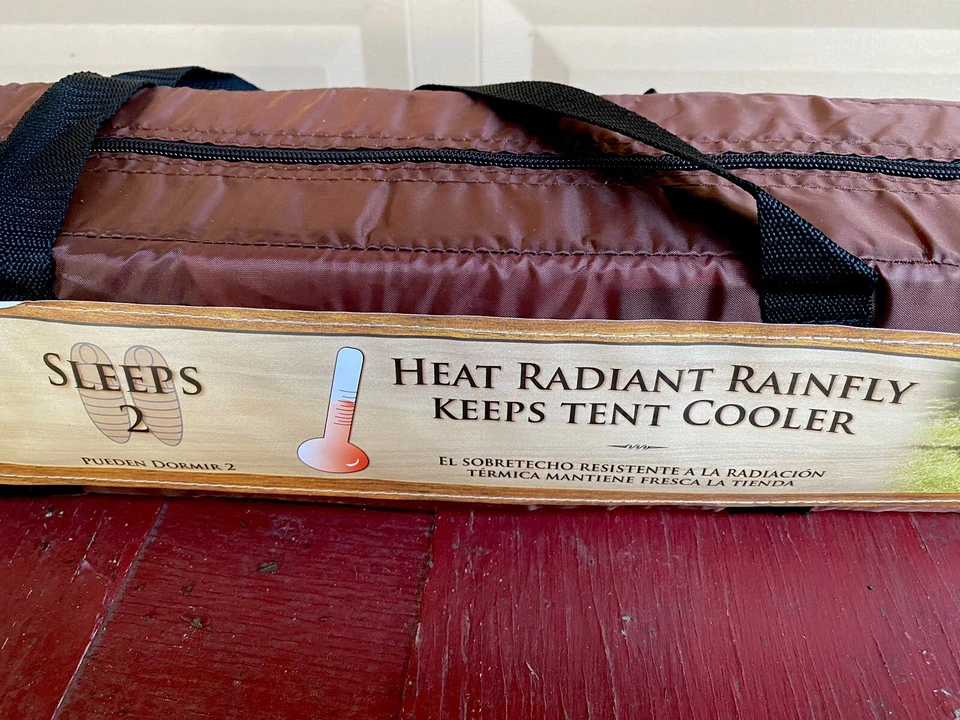 SLEEPS
2
PUEDEN DORMIR 2
HEAT RADIANT RAINFLY
KEEPS TENT COOLER
EL SOBRETECHO RESISTENTE A LA RADIACIÓN
TÉRMICA MANTIENE FRESCA LA TIENDA